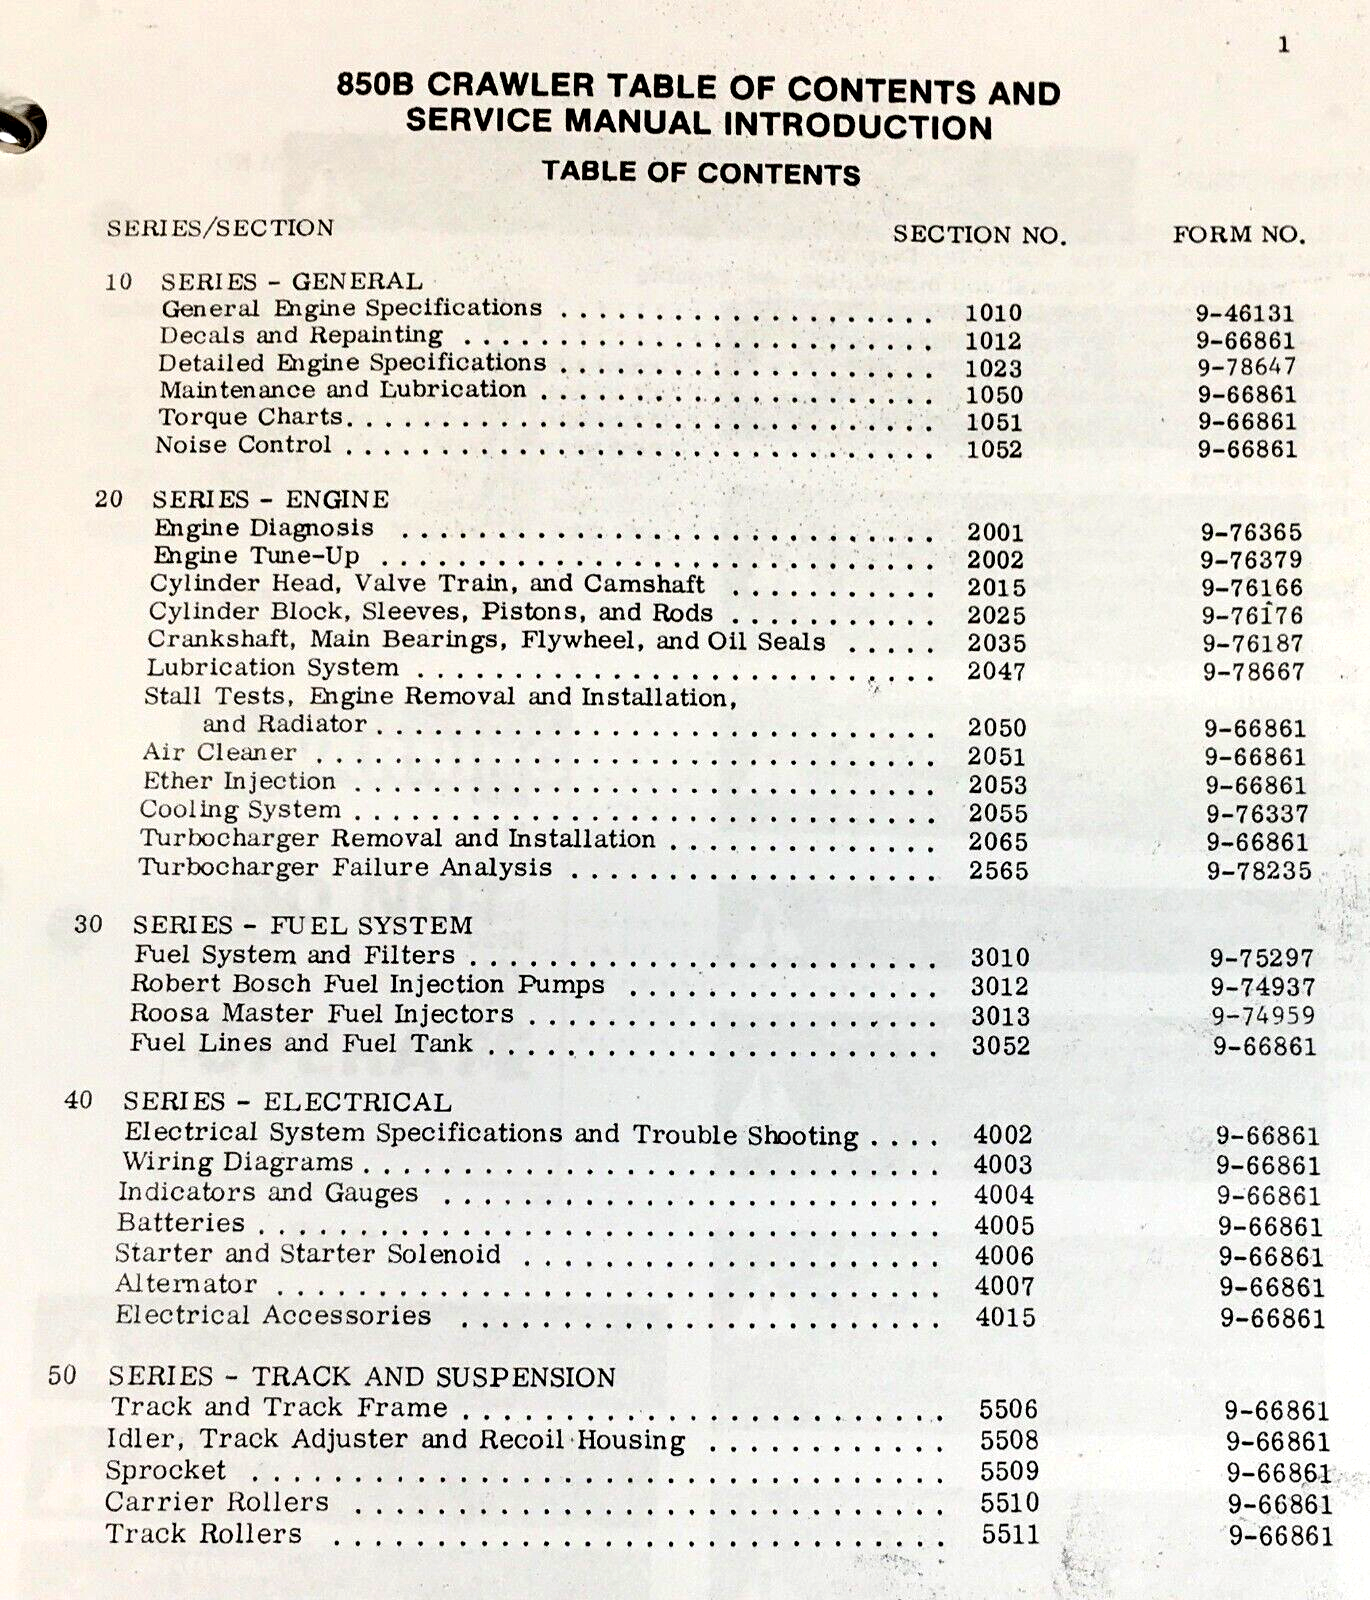 1
850B CRAWLER TABLE OF CONTENTS AND
SERVICE MANUAL INTRODUCTION
TABLE OF CONTENTS
SERIES/SECTION SECTION NO. FORM NO.
10 SERIES - GENERAL
General Engine Specifications . . . . . . . . . . . . . . . . . . . . 1010 9-46131
Decals and Repainting . . . . . . . . . . . . . . . . . . . . . . . . . 1012 9-66861
Detailed Engine Specifications . . . . . . . . . . . . . . . . . . . . 1023 9-78647
Maintenance and Lubrication . . . . . . . . . . . . . . . . . . . . . 1050 9-66861
Torque Charts. . . . . . . . . . . . . . . . . . . . . . . . . . . . . . . 1051 9-66861
Noise Control . . . . . . . . . . . . . . . . . . . . . . . . . . . . . . . 1052 9-66861
20 SERIES - ENGINE
Engine Diagnosis . . . . . . . . . . . . . . . . . . . . . . . . . . . . 2001 9-76365
Engine Tune-Up . . . . . . . . . . . . . . . . . . . . . . . . . . . . . 2002 9-76379
Cylinder Head, Valve Train, and Camshaft . . . . . . . . . . . 2015 9-76166
Cylinder Block, Sleeves, Pistons, and Rods . . . . . . . . . . . 2025 9-76176
Crankshaft, Main Bearings, Flywheel, and Oil Seals . . . . . 2035 9-76187
Lubrication System . . . . . . . . . . . . . . . . . . . . . . . . . . . 2047 9-78667
Stall Tests, Engine Removal and Installation,
and Radiator . . . . . . . . . . . . . . . . . . . . . . . . . . . . . 2050 9-66861
Air Cleaner . . . . . . . . . . . . . . . . . . . . . . . . . . . . . . . . 2051 9-66861
Ether Injection . . . . . . . . . . . . . . . . . . . . . . . . . . . . . . 2053 9-66861
Cooling System . . . . . . . . . . . . . . . . . . . . . . . . . . . . . . 2055 9-76337
Turbocharger Removal and Installation . . . . . . . . . . . . . . 2065 9-66861
Turbocharger Failure Analysis . . . . . . . . . . . . . . . . . . . 2565 9-78235
30 SERIES - FUEL SYSTEM
Fuel System and Filters . . . . . . . . . . . . . . . . . . . . . . . . 3010 9-75297
Robert Bosch Fuel Injection Pumps . . . . . . . . . . . . . . . . 3012 9-74937
Roosa Master Fuel Injectors . . . . . . . . . . . . . . . . . . . . . 3013 9-74959
Fuel Lines and Fuel Tank . . . . . . . . . . . . . . . . . . . . . . . 3052 9-66861
40 SERIES - ELECTRICAL
Electrical System Specifications and Trouble Shooting . . . . 4002 9-66861
Wiring Diagrams . . . . . . . . . . . . . . . . . . . . . . . . . . . . . 4003 9-66861
Indicators and Gauges . . . . . . . . . . . . . . . . . . . . . . . . . 4004 9-66861
Batteries . . . . . . . . . . . . . . . . . . . . . . . . . . . . . . . . . . . 4005 9-66861
Starter and Starter Solenoid . . . . . . . . . . . . . . . . . . . . . 4006 9-66861
Alternator . . . . . . . . . . . . . . . . . . . . . . . . . . . . . . . . . . 4007 9-66861
Electrical Accessories . . . . . . . . . . . . . . . . . . . . . . . . 4015 9-66861
50 SERIES - TRACK AND SUSPENSION
Track and Track Frame . . . . . . . . . . . . . . . . . . . . . . . . 5506 9-66861
Idler, Track Adjuster and Recoil Housing . . . . . . . . . . . . 5508 9-66861
Sprocket . . . . . . . . . . . . . . . . . . . . . . . . . . . . . . . . . . . 5509 9-66861
Carrier Rollers . . . . . . . . . . . . . . . . . . . . . . . . . . . . . . 5510 9-66861
Track Rollers . . . . . . . . . . . . . . . . . . . . . . . . . . . . . . . 5511 9-66861